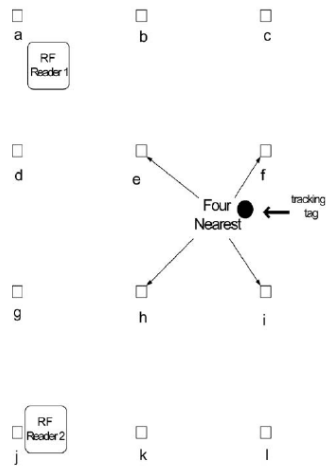 a
b
c
RF
Reader 1
d
e
f
Four
Nearest
tracking
tag
g
h
i
RF
Reader 2
j
k
l